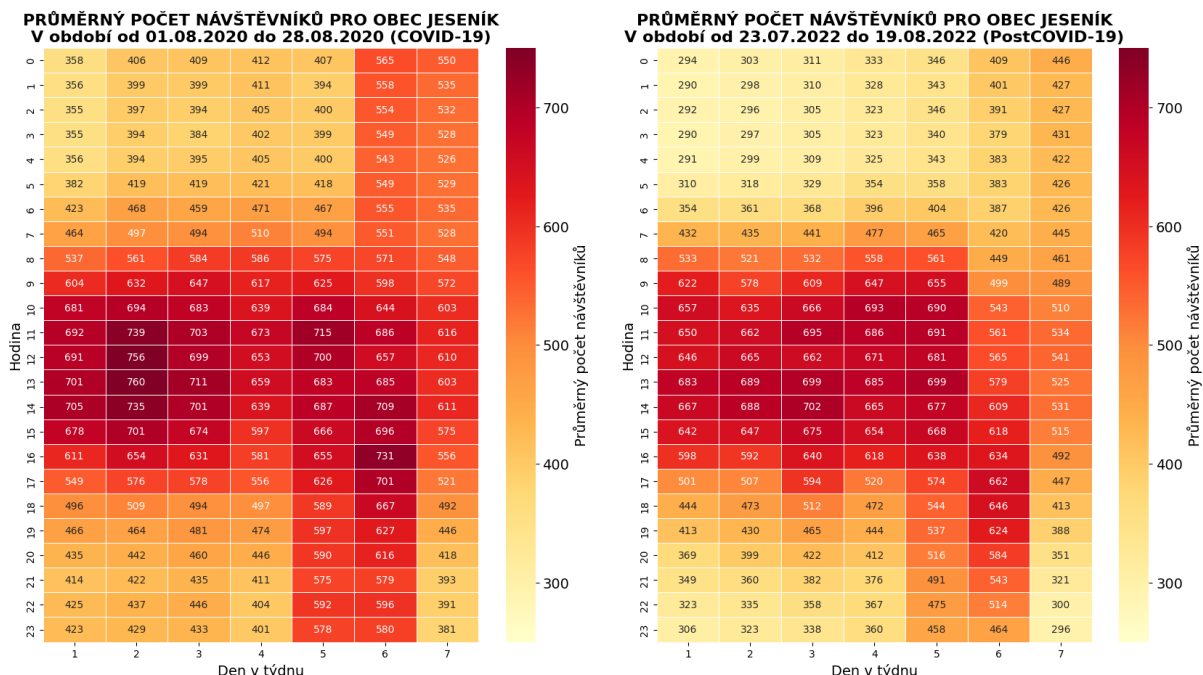 PRŮMĚRNÝ POČET NÁVŠTĚVNÍKŮ PRO OBEC JESENÍK
V období od 01.08.2020 do 28.08.2020 (COVID-19)
0 358 406 409 412 407 565 550
1 356 399 399 411 394 558 535
2 355 397 394 405 400 554 532
3 355 394 384 402 399 549 528
4 356 394 395 405 400 543 526
5 382 419 419 421 418 549 529
6 423 468 459 471 467 555 535
7 464 497 494 510 494 551 528
8 537 561 584 586 575 571 548
9 604 632 647 617 625 598 572
10 681 694 683 639 684 644 603
11 692 739 703 673 715 686 616
12 691 756 699 653 700 657 610
13 701 760 711 659 683 685 603
14 705 735 701 639 687 709 611
15 678 701 674 597 666 696 575
16 611 654 631 581 655 731 556
17 549 576 578 556 626 701 521
18 496 509 494 497 589 667 492
19 466 464 481 474 597 627 446
20 435 442 460 446 590 616 418
21 414 422 435 411 575 579 393
22 425 437 446 404 592 596 391
23 423 429 433 401 578 580 381
1 2 3 4 5 6 7
Den v týdnu
Hodina
700
600
500
400
300
Průměrný počet návštěvníků
PRŮMĚRNÝ POČET NÁVŠTĚVNÍKŮ PRO OBEC JESENÍK
V období od 23.07.2022 do 19.08.2022 (PostCOVID-19)
0 294 303 311 333 346 409 446
1 290 298 310 328 343 401 427
2 292 296 305 323 346 391 427
3 290 297 305 323 340 379 431
4 291 299 309 325 343 383 422
5 310 318 329 354 358 383 426
6 354 361 368 396 404 387 426
7 432 435 441 477 465 420 445
8 533 521 532 558 561 449 461
9 622 578 609 647 655 499 489
10 657 635 666 693 690 543 510
11 650 662 695 686 691 561 534
12 646 665 662 671 681 565 541
13 683 689 699 685 699 579 525
14 667 688 702 665 677 609 531
15 642 647 675 654 668 618 515
16 598 592 640 618 638 634 492
17 501 507 594 520 574 662 447
18 444 473 512 472 544 646 413
19 413 430 465 444 537 624 388
20 369 399 422 412 516 584 351
21 349 360 382 376 491 543 321
22 323 335 358 367 475 514 300
23 306 323 338 360 458 464 296
1 2 3 4 5 6 7
Den v týdnu
Hodina
700
600
500
400
300
Průměrný počet návštěvníků